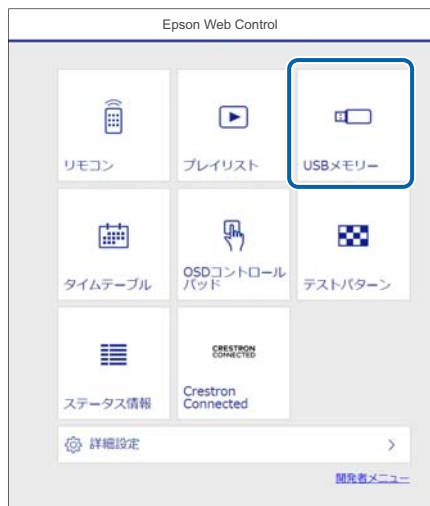 Epson Web Control
リモコン
プレイリスト
USBメモリー
タイムテーブル
OSDコントロール
パッド
テストパターン
ステータス情報
CRESTRON
CONNECTED
Crestron
Connected
詳細設定
開発者メニュー